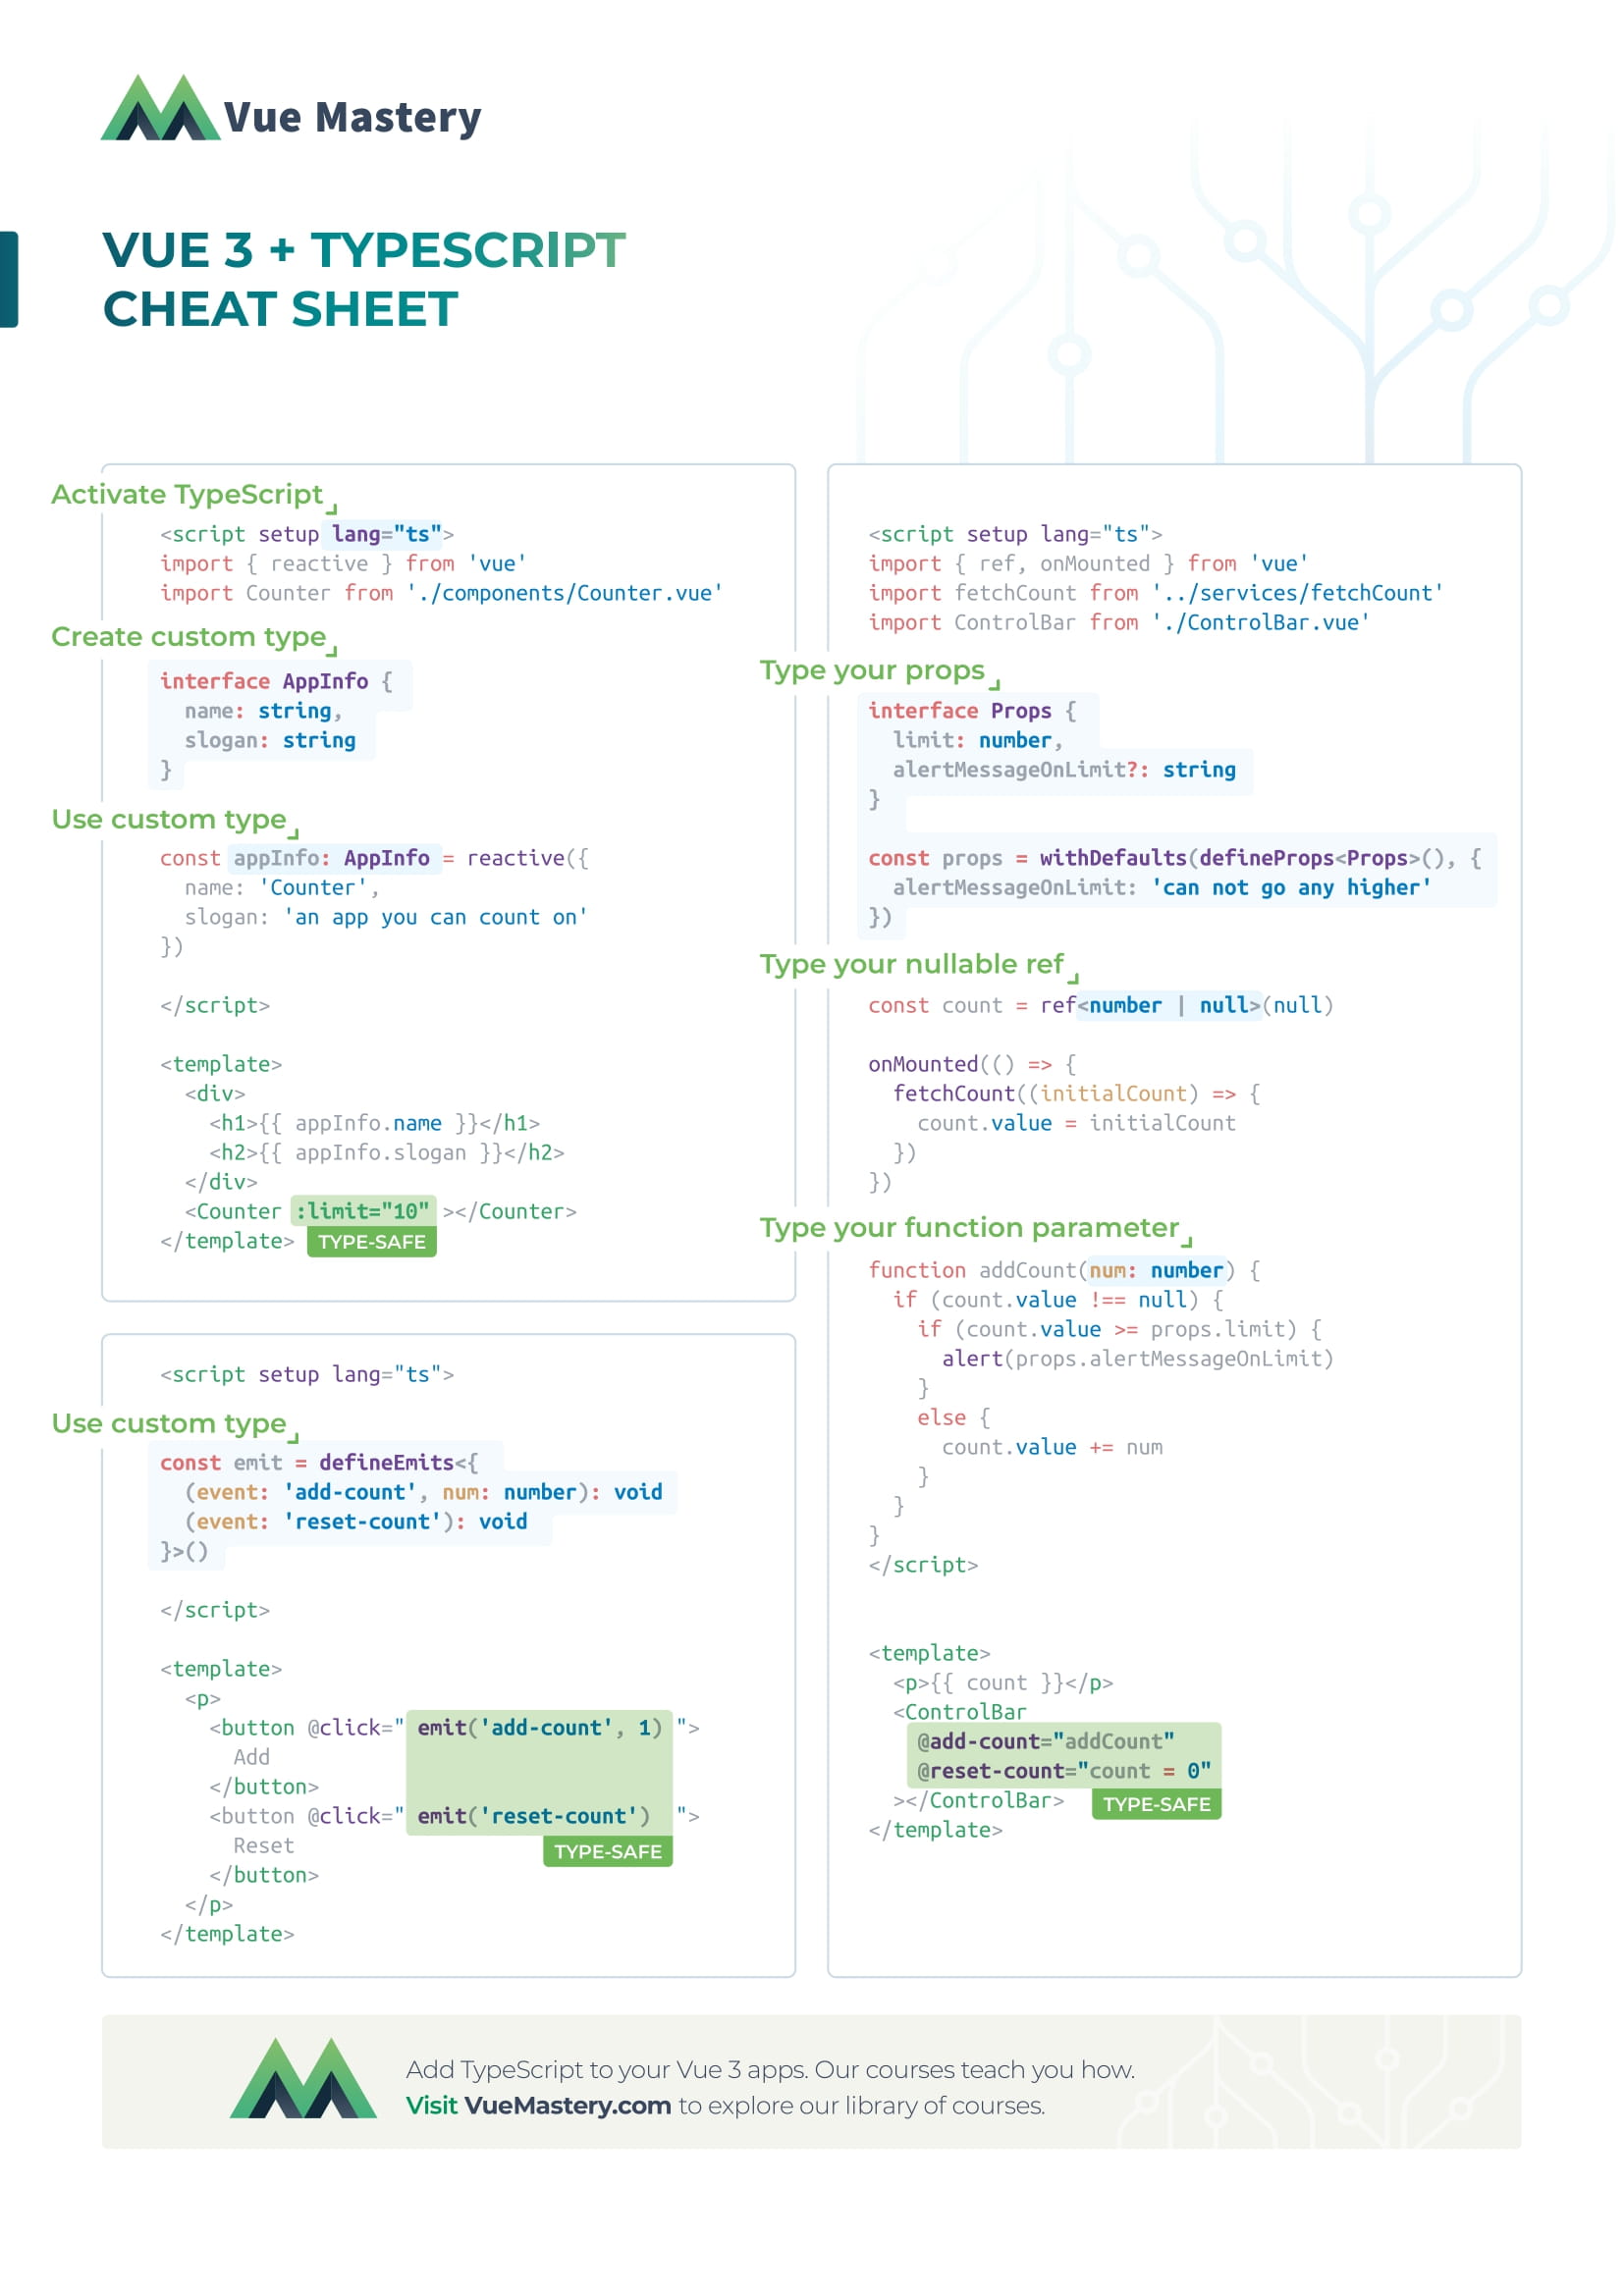 Vue Mastery
VUE 3 + TYPESCRIPT
CHEAT SHEET
Activate TypeScript
<script setup lang="ts">
import { reactive } from 'vue'
import Counter from './components/Counter.vue'
Create custom type
interface AppInfo {
  name: string,
  slogan: string
}
Use custom type
const appInfo: AppInfo = reactive({
  name: 'Counter',
  slogan: 'an app you can count on'
})
</script>
<template>
  <div>
    <h1>{{ appInfo.name }}</h1>
    <h2>{{ appInfo.slogan }}</h2>
  </div>
  <Counter :limit="10" ></Counter>
</template>
TYPE-SAFE
<script setup lang="ts">
Use custom type
const emit = defineEmits<{
  (event: 'add-count', num: number): void
  (event: 'reset-count'): void
}>()
</script>
<template>
  <p>
    <button @click=" emit('add-count', 1) ">
      Add
    </button>
    <button @click=" emit('reset-count') ">
      Reset
TYPE-SAFE
    </button>
  </p>
</template>
<script setup lang="ts">
import { ref, onMounted } from 'vue'
import fetchCount from '../services/fetchCount'
import ControlBar from './ControlBar.vue'
Type your props
interface Props {
  limit: number,
  alertMessageOnLimit?: string
}
const props = withDefaults(defineProps<Props>(), {
  alertMessageOnLimit: 'can not go any higher'
})
Type your nullable ref
const count = ref<number | null>(null)
onMounted(() => {
  fetchCount((initialCount) => {
    count.value = initialCount
  })
})
Type your function parameter
function addCount(num: number) {
  if (count.value !== null) {
    if (count.value >= props.limit) {
      alert(props.alertMessageOnLimit)
    }
    else {
      count.value += num
    }
  }
}
</script>
<template>
  <p>{{ count }}</p>
  <ControlBar
    @add-count="addCount"
    @reset-count="count = 0"
  ></ControlBar>
TYPE-SAFE
</template>
Add TypeScript to your Vue 3 apps. Our courses teach you how.
Visit VueMastery.com to explore our library of courses.